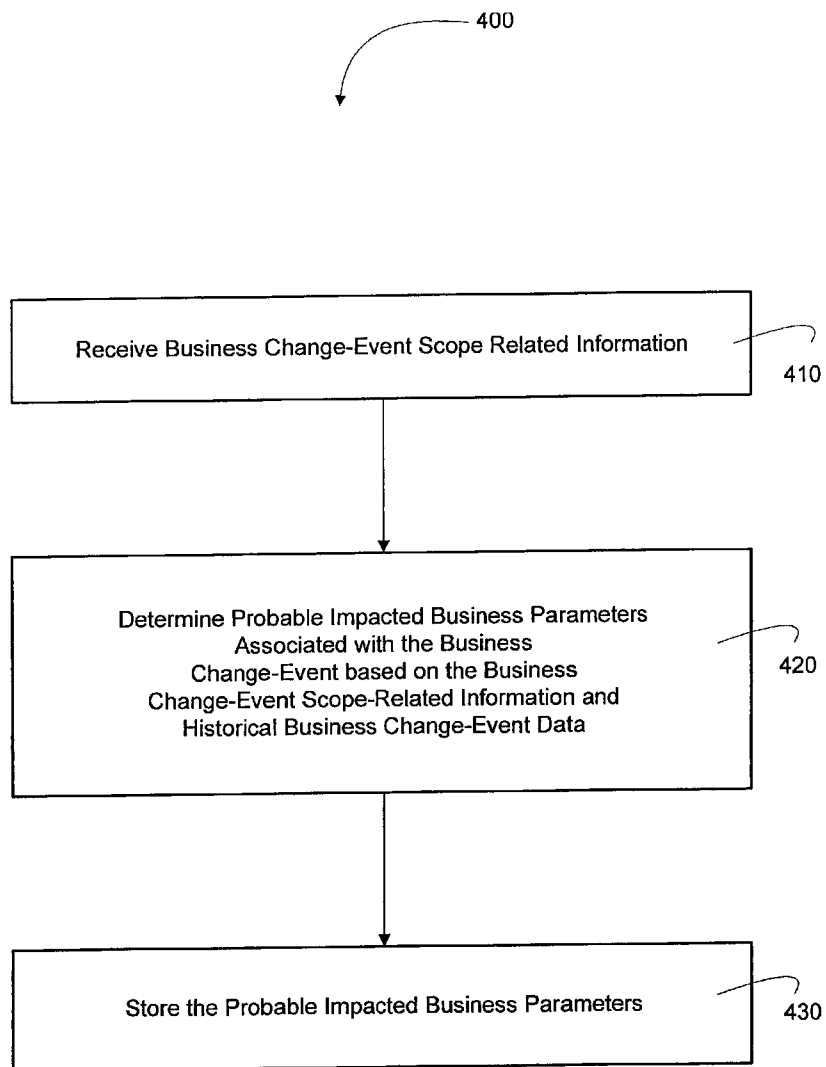 400
Receive Business Change-Event Scope Related Information
410
Determine Probable Impacted Business Parameters
Associated with the Business
Change-Event based on the Business
Change-Event Scope-Related Information and
Historical Business Change-Event Data
420
Store the Probable Impacted Business Parameters
430